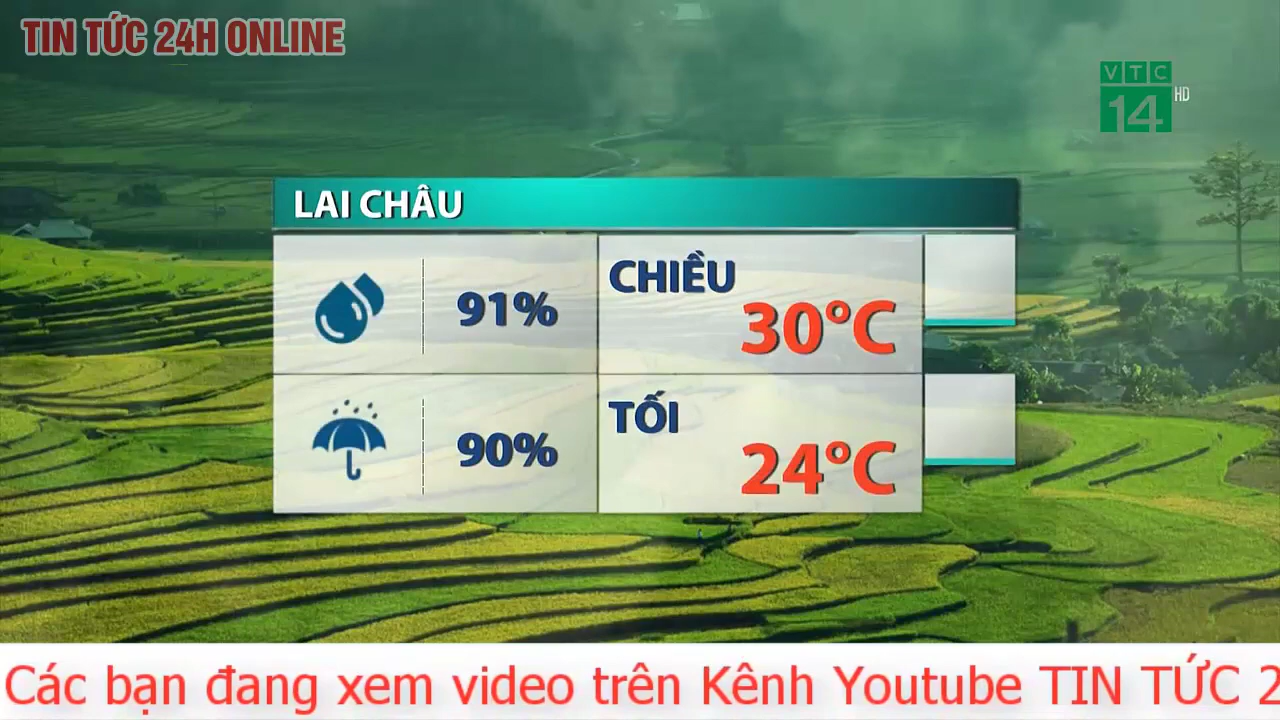 TIN TỨC 24H ONLINE
VTC
14 HD
LAI CHÂU
91%
CHIỀU
30°C
90%
TỐI
24°C
Các bạn đang xem video trên Kênh Youtube TIN TỨC 2